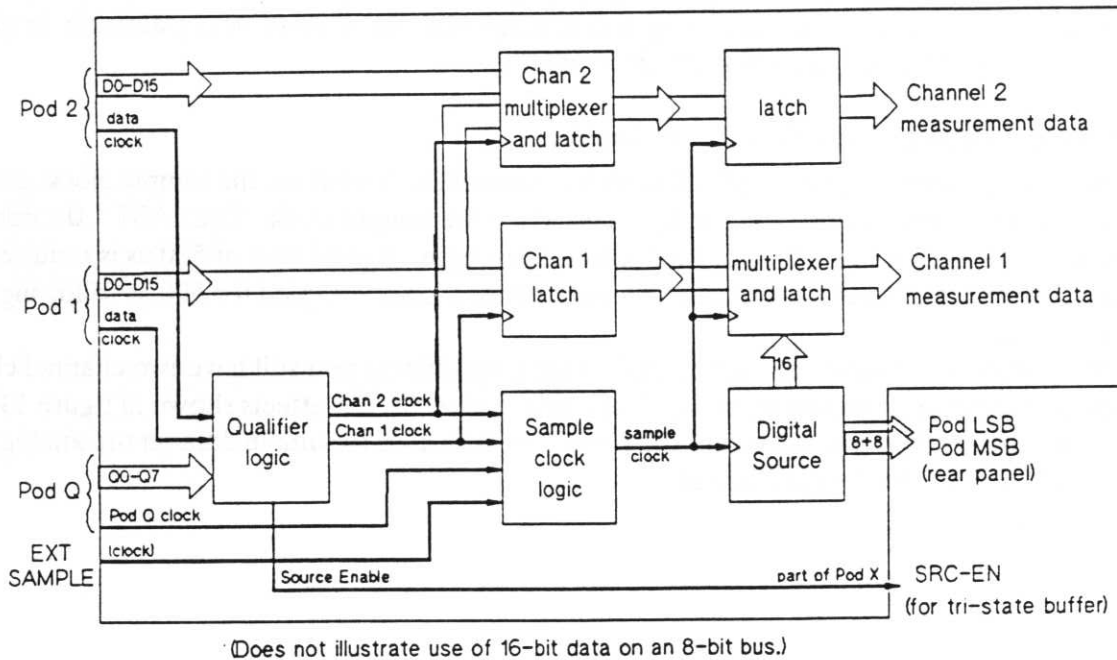 Pod 2
D0-D15
data
clock
Chan 2
multiplexer
and latch
latch
Channel 2
measurement data
Pod 1
D0-D15
data
clock
Chan 1
latch
multiplexer
and latch
Channel 1
measurement data
16
Qualifier
logic
Chan 2 clock
Chan 1 clock
Sample
clock
logic
sample
clock
Digital
Source
8+8
Pod LSB
Pod MSB
(rear panel)
Pod Q
Q0-Q7
Pod Q clock
EXT
SAMPLE
(clock)
Source Enable
part of Pod X
SRC-EN
(for tri-state buffer)
(Does not illustrate use of 16-bit data on an 8-bit bus.)